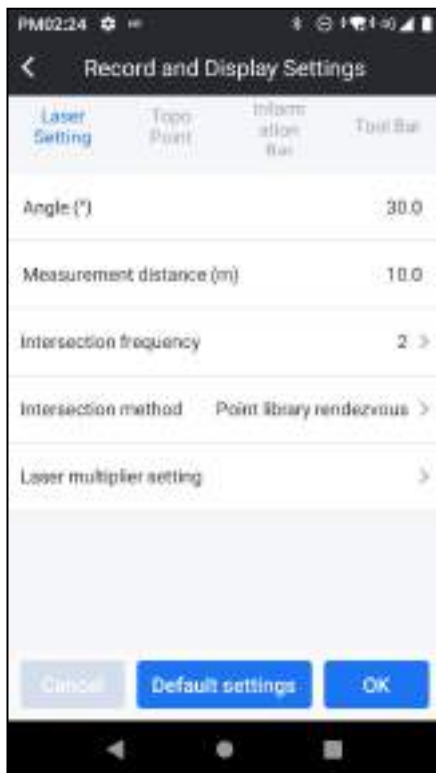 PM02:24
Record and Display Settings
Laser
Setting
Topo
Point
Inform
ation
Bar
Tool Bar
Angle (°) 30.0
Measurement distance (m) 10.0
Intersection frequency 2 >
Intersection method Point library rendezvous >
Laser multiplier setting >
Cancel
Default settings
OK